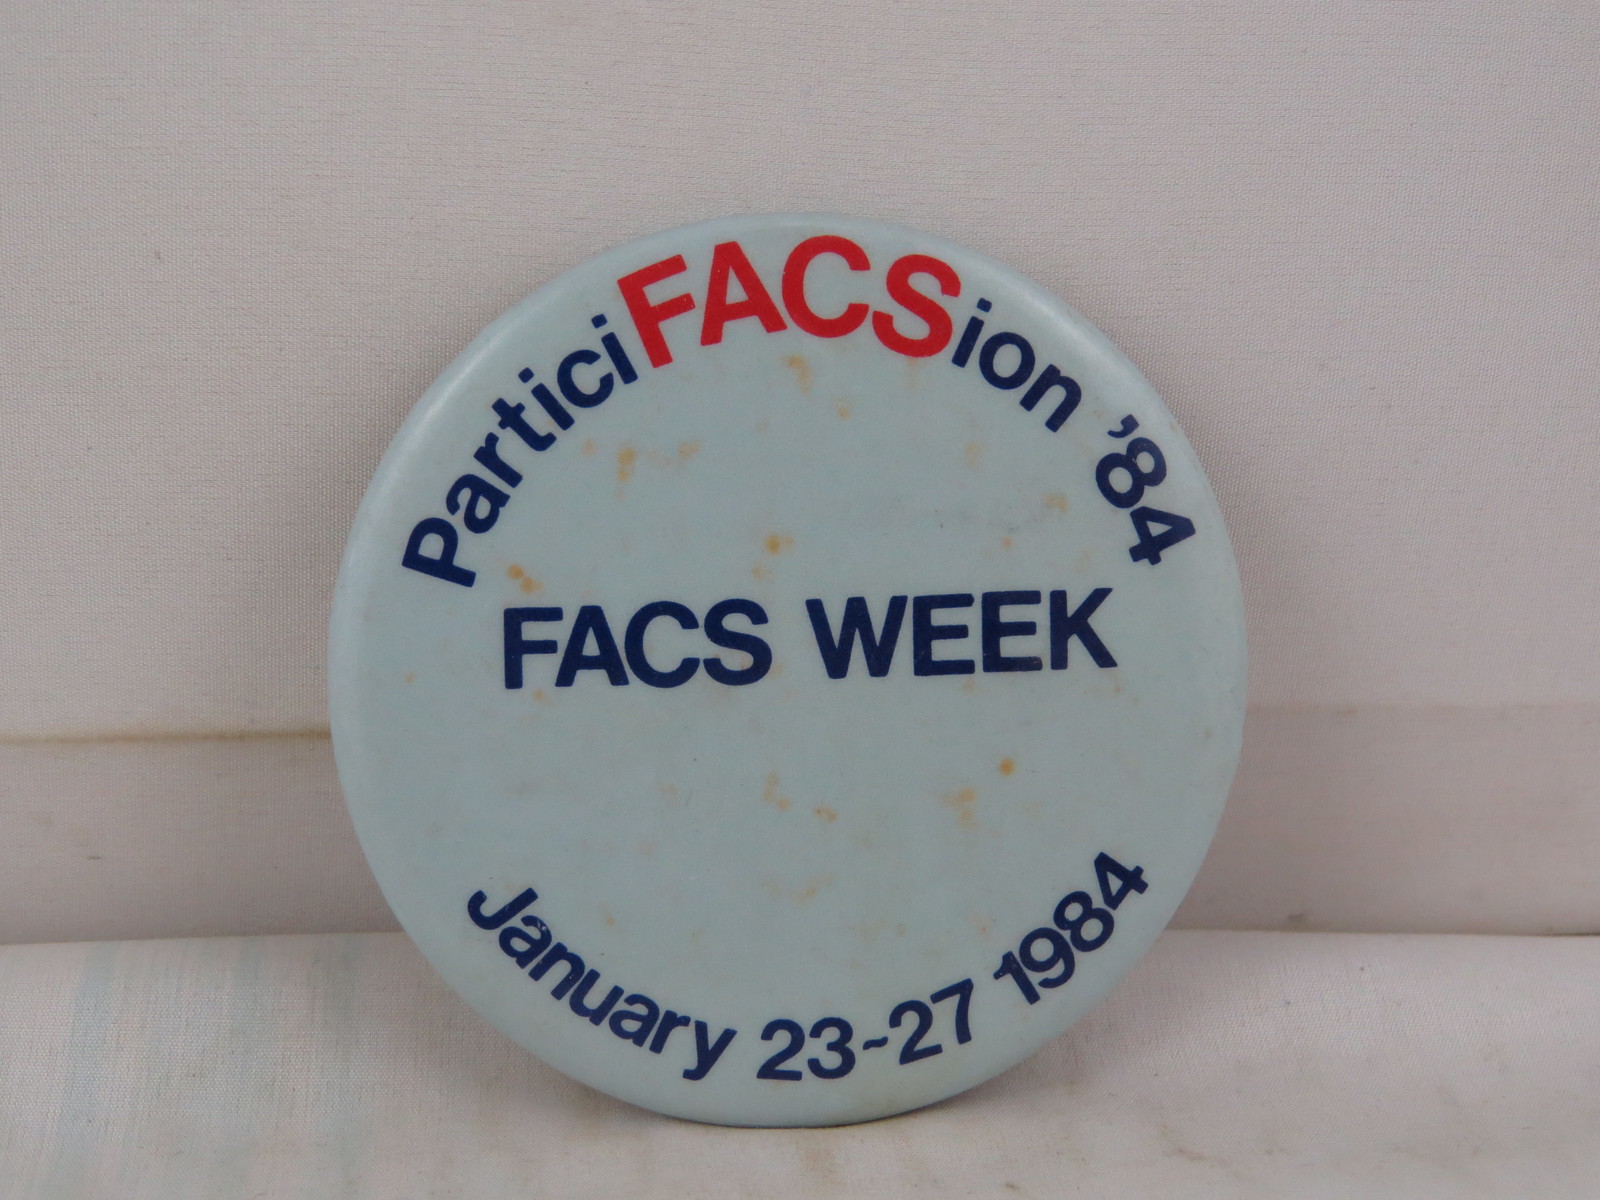 ParticiFACSion '84
FACS WEEK
January 23-27 1984